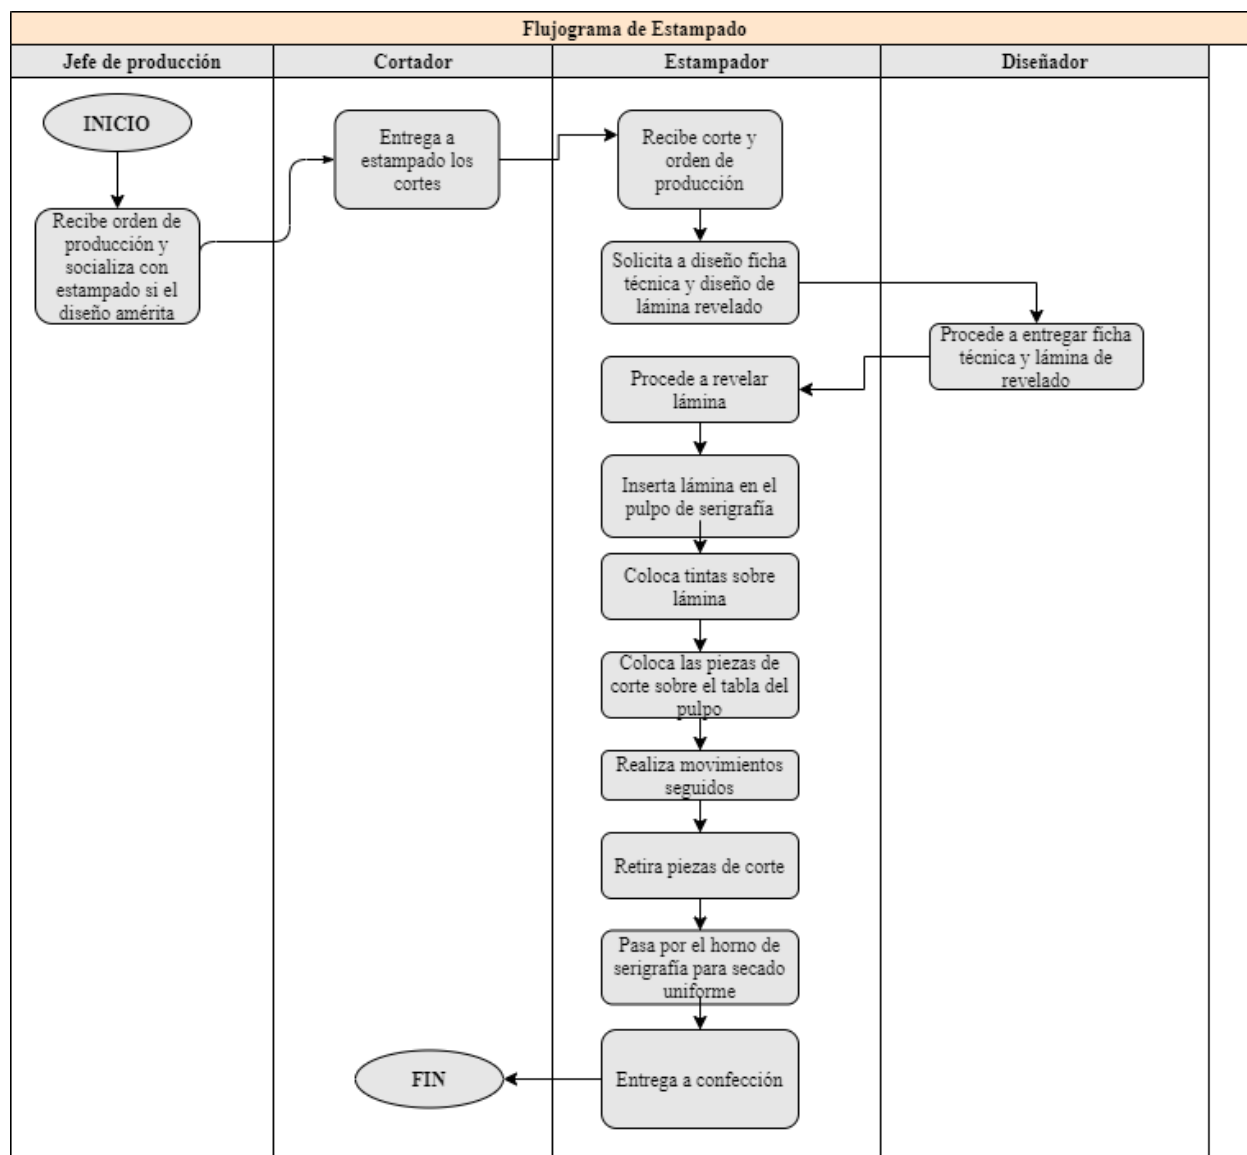 Flujograma de Estampado
Jefe de producción
Cortador
Estampador
Diseñador
INICIO
Recibe orden de
producción y
socializa con
estampado si el
diseño amérita
Entrega a
estampado los
cortes
Recibe corte y
orden de
producción
Solicita a diseño ficha
técnica y diseño de
lámina revelado
Procede a entregar ficha
técnica y lámina de
revelado
Procede a revelar
lámina
Inserta lámina en el
pulpo de serigrafía
Coloca tintas sobre
lámina
Coloca las piezas de
corte sobre el tabla del
pulpo
Realiza movimientos
seguidos
Retira piezas de corte
Pasa por el horno de
serigrafía para secado
uniforme
Entrega a confección
FIN